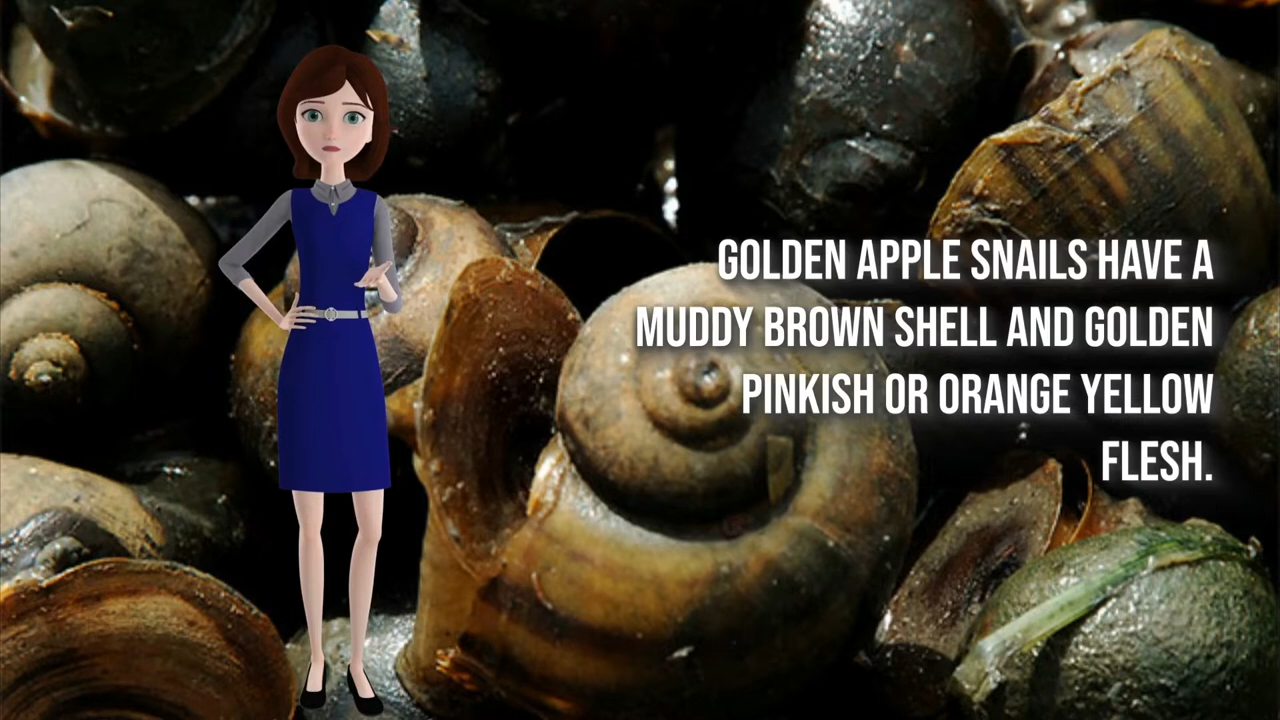 GOLDEN APPLE SNAILS HAVE A
MUDDY BROWN SHELL AND GOLDEN
PINKISH OR ORANGE YELLOW
FLESH.